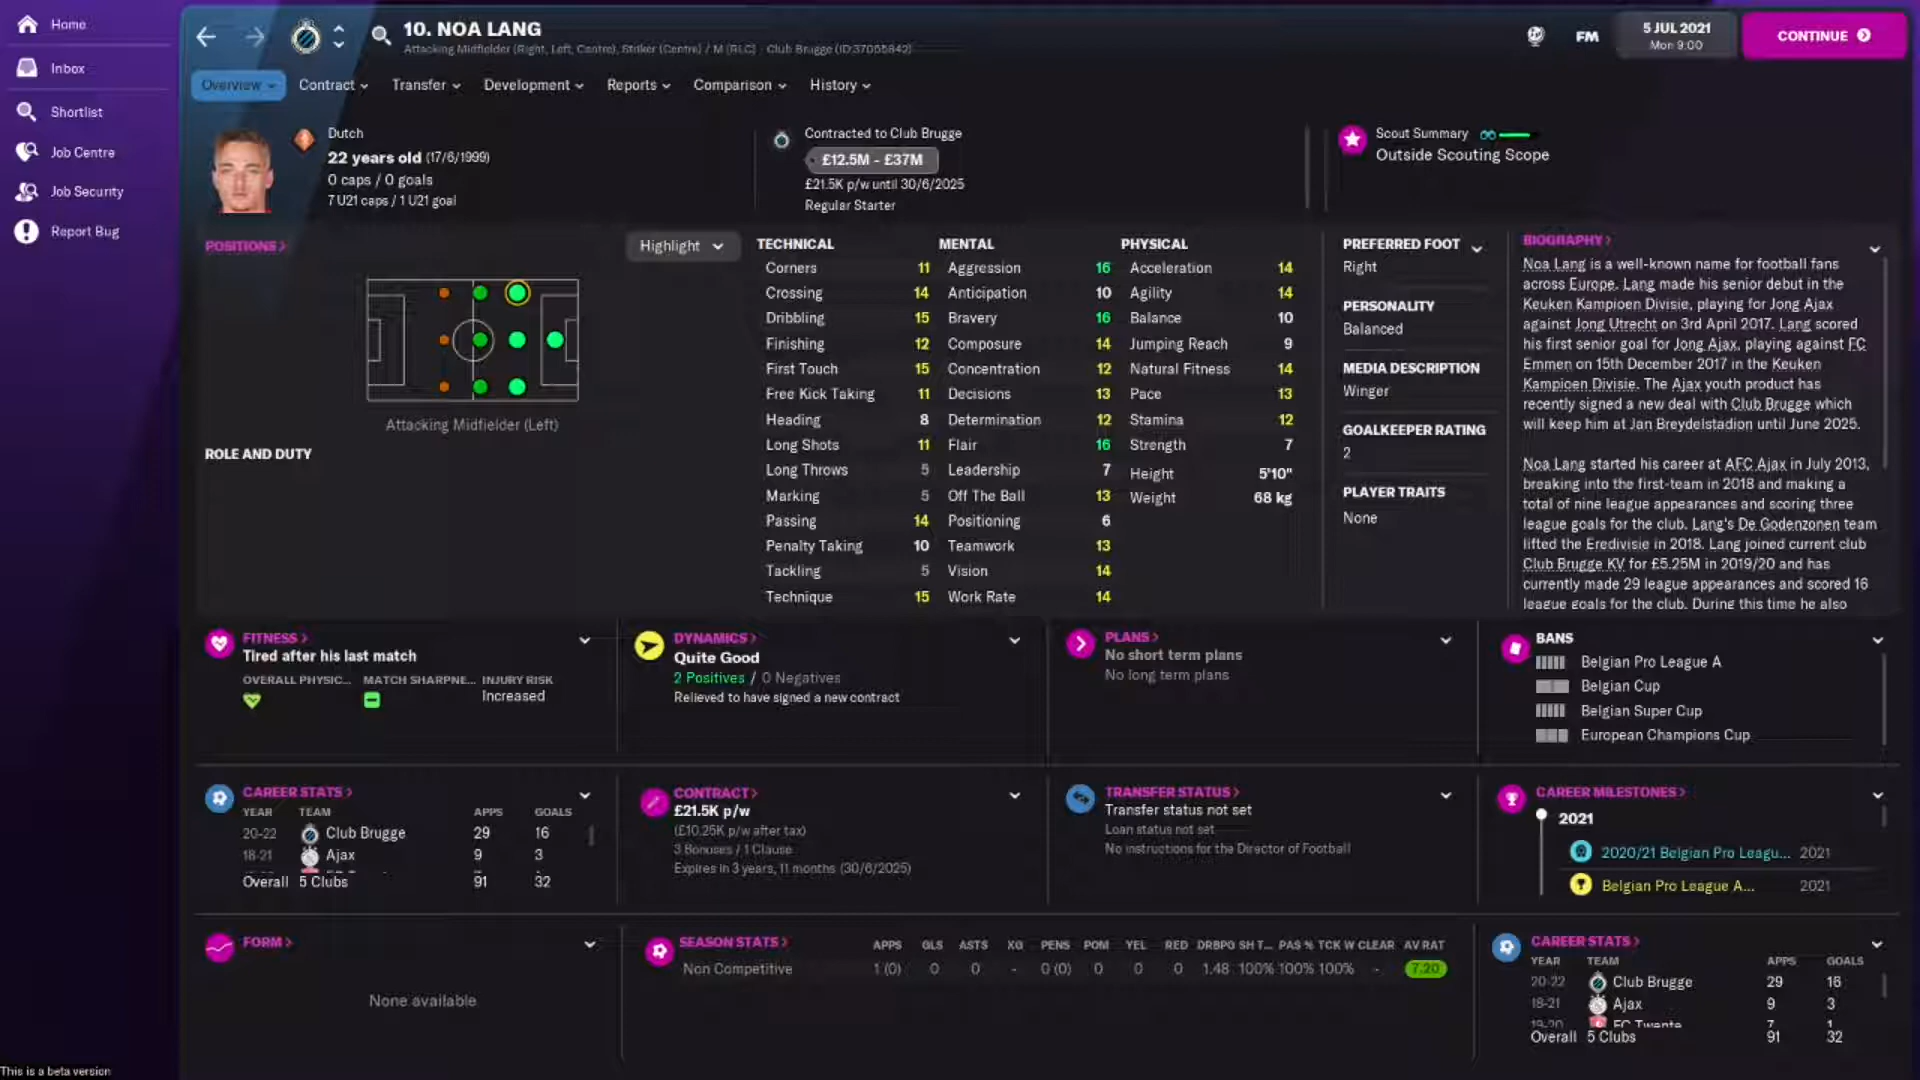 Home
Inbox
Shortlist
Job Centre
Job Security
Report Bug
10. NOA LANG
Attacking Midfielder (Right, Left, Centre), Striker (Centre) / M (RLC) - Club Brugge (ID:37055842)
FM
5 JUL 2021
Mon 9:00
CONTINUE
Overview
Contract
Transfer
Development
Reports
Comparison
History
Dutch
22 years old (17/6/1999)
0 caps / 0 goals
7 U21 caps / 1 U21 goal
Contracted to Club Brugge
£12.5M - £37M
£21.5K p/w until 30/6/2025
Regular Starter
Scout Summary
Outside Scouting Scope
POSITIONS >
Highlight
Attacking Midfielder (Left)
ROLE AND DUTY
TECHNICAL
Corners 11
Crossing 14
Dribbling 15
Finishing 12
First Touch 15
Free Kick Taking 11
Heading 8
Long Shots 11
Long Throws 5
Marking 5
Passing 14
Penalty Taking 10
Tackling 5
Technique 15
MENTAL
Aggression 16
Anticipation 10
Bravery 16
Composure 14
Concentration 12
Decisions 13
Determination 12
Flair 16
Leadership 7
Off The Ball 13
Positioning 6
Teamwork 13
Vision 14
Work Rate 14
PHYSICAL
Acceleration 14
Agility 14
Balance 10
Jumping Reach 9
Natural Fitness 14
Pace 13
Stamina 12
Strength 7
Height 5'10"
Weight 68 kg
PREFERRED FOOT
Right
PERSONALITY
Balanced
MEDIA DESCRIPTION
Winger
GOALKEEPER RATING
2
PLAYER TRAITS
None
BIOGRAPHY >
Noa Lang is a well-known name for football fans
across Europe. Lang made his senior debut in the
Keuken Kampioen Divisie, playing for Jong Ajax
against Jong Utrecht on 3rd April 2017. Lang scored
his first senior goal for Jong Ajax, playing against FC
Emmen on 15th December 2017 in the Keuken
Kampioen Divisie. The Ajax youth product has
recently signed a new deal with Club Brugge which
will keep him at Jan Breydelstadion until June 2025.
Noa Lang started his career at AFC Ajax in July 2013,
breaking into the first-team in 2018 and making a
total of nine league appearances and scoring three
league goals for the club. Lang's De Godenzonen team
lifted the Eredivisie in 2018. Lang joined current club
Club Brugge KV for £5.25M in 2019/20 and has
currently made 29 league appearances and scored 16
league goals for the club. During this time he also
FITNESS >
Tired after his last match
OVERALL PHYSIC... MATCH SHARPNE... INJURY RISK
Increased
DYNAMICS >
Quite Good
2 Positives / 0 Negatives
Relieved to have signed a new contract
PLANS >
No short term plans
No long term plans
BANS
Belgian Pro League A
Belgian Cup
Belgian Super Cup
European Champions Cup
CAREER STATS >
YEAR TEAM APPS GOALS
20-22 Club Brugge 29 16
18-21 Ajax 9 3
Overall 5 Clubs 91 32
CONTRACT >
£21.5K p/w
(£10.25K p/w after tax)
3 Bonuses / 1 Clause
Expires in 3 years, 11 months (30/6/2025)
TRANSFER STATUS >
Transfer status not set
Loan status not set
No instructions for the Director of Football
CAREER MILESTONES >
2021
2020/21 Belgian Pro Leagu... 2021
Belgian Pro League A... 2021
FORM >
None available
SEASON STATS > APPS GLS ASTS XG PENS POM YEL RED DRBPG SH T... PAS % TCK W CLEAR AV RAT
Non Competitive 1 (0) 0 0 - 0 (0) 0 0 0 1.48 100% 100% 100% - 7.20
CAREER STATS >
YEAR TEAM APPS GOALS
20-22 Club Brugge 29 16
18-21 Ajax 9 3
19-20 FC Twente 7 1
Overall 5 Clubs 91 32
This is a beta version